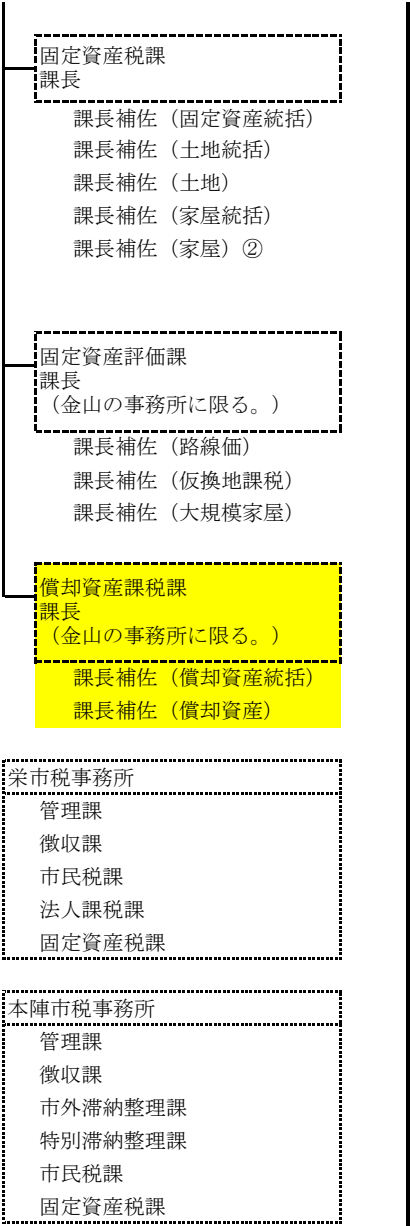 固定資産税課
課長
課長補佐（固定資産統括）
課長補佐（土地統括）
課長補佐（土地）
課長補佐（家屋統括）
課長補佐（家屋）②
固定資産評価課
課長
（金山の事務所に限る。）
課長補佐（路線価）
課長補佐（仮換地課税）
課長補佐（大規模家屋）
償却資産課税課
課長
（金山の事務所に限る。）
課長補佐（償却資産統括）
課長補佐（償却資産）
栄市税事務所
管理課
徴収課
市民税課
法人課税課
固定資産税課
本陣市税事務所
管理課
徴収課
市外滞納整理課
特別滞納整理課
市民税課
固定資産税課